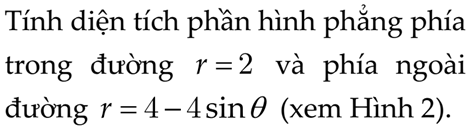 Tính diện tích phần hình phẳng phía
trong đường r = 2 và phía ngoài
đường r = 4 – 4 sin θ (xem Hình 2).